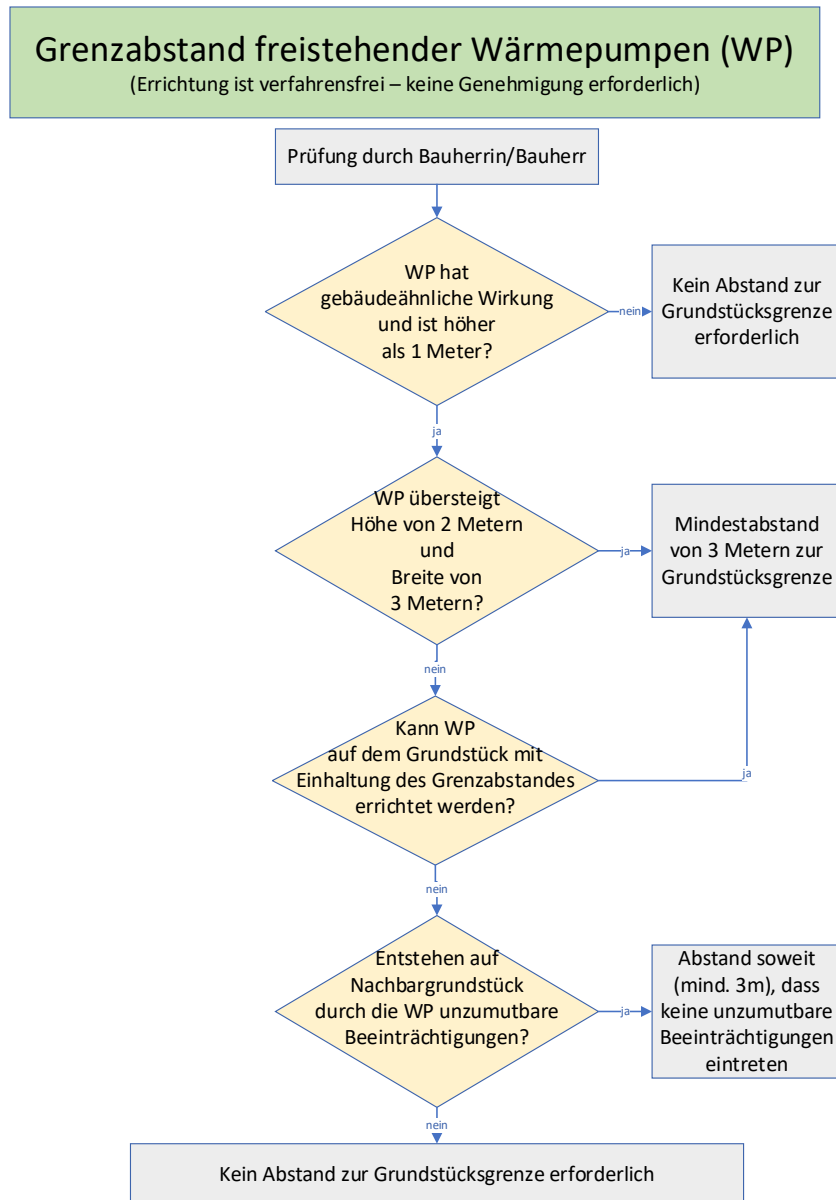 Grenzabstand freistehender Wärmepumpen (WP)
(Errichtung ist verfahrensfrei – keine Genehmigung erforderlich)
Prüfung durch Bauherrin/Bauherr
WP hat
gebäudeähnliche Wirkung
und ist höher
als 1 Meter?
nein
Kein Abstand zur
Grundstücksgrenze
erforderlich
ja
WP übersteigt
Höhe von 2 Metern
und
Breite von
3 Metern?
ja
Mindestabstand
von 3 Metern zur
Grundstücksgrenze
nein
Kann WP
auf dem Grundstück mit
Einhaltung des Grenzabstandes
errichtet werden?
ja
nein
Entstehen auf
Nachbargrundstück
durch die WP unzumutbare
Beeinträchtigungen?
ja
Abstand soweit
(mind. 3m), dass
keine unzumutbare
Beeinträchtigungen
eintreten
nein
Kein Abstand zur Grundstücksgrenze erforderlich